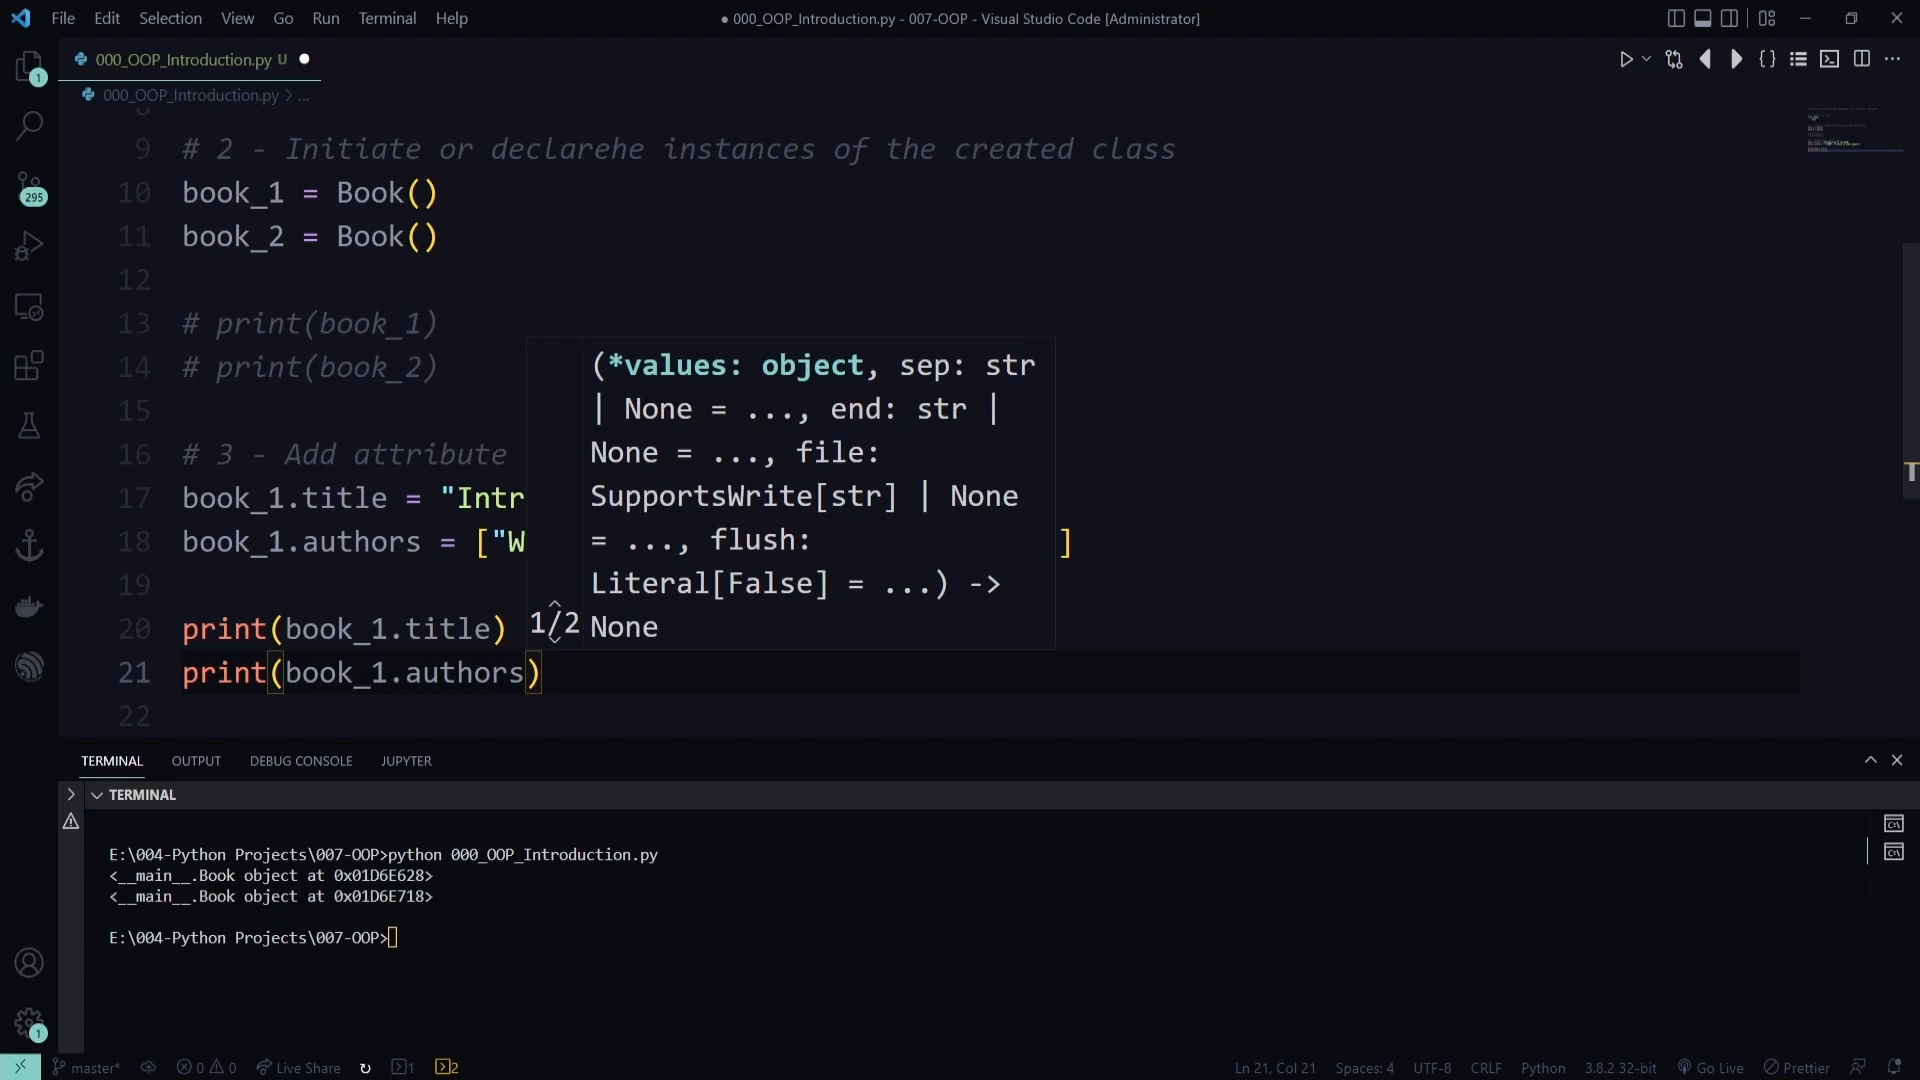 File Edit Selection View Go Run Terminal Help
● 000_OOP_Introduction.py - 007-OOP - Visual Studio Code [Administrator]
000_OOP_Introduction.py U
000_OOP_Introduction.py > ...
1
295
8
9 # 2 - Initiate or declarehe instances of the created class
10 book_1 = Book()
11 book_2 = Book()
12
13 # print(book_1)
14 # print(book_2)
15
16 # 3 - Add attribute
17 book_1.title = "Intr
18 book_1.authors = ["W ]
19
20 print(book_1.title)
21 print(book_1.authors)
22
(*values: object, sep: str
| None = ..., end: str |
None = ..., file:
SupportsWrite[str] | None
= ..., flush:
Literal[False] = ...) ->
1/2 None
TERMINAL OUTPUT DEBUG CONSOLE JUPYTER
TERMINAL
E:\004-Python Projects\007-OOP>python 000_OOP_Introduction.py
<__main__.Book object at 0x01D6E628>
<__main__.Book object at 0x01D6E718>
E:\004-Python Projects\007-OOP>
1
master* 0 0 Live Share 1 2 Ln 21, Col 21 Spaces: 4 UTF-8 CRLF Python 3.8.2 32-bit Go Live Prettier